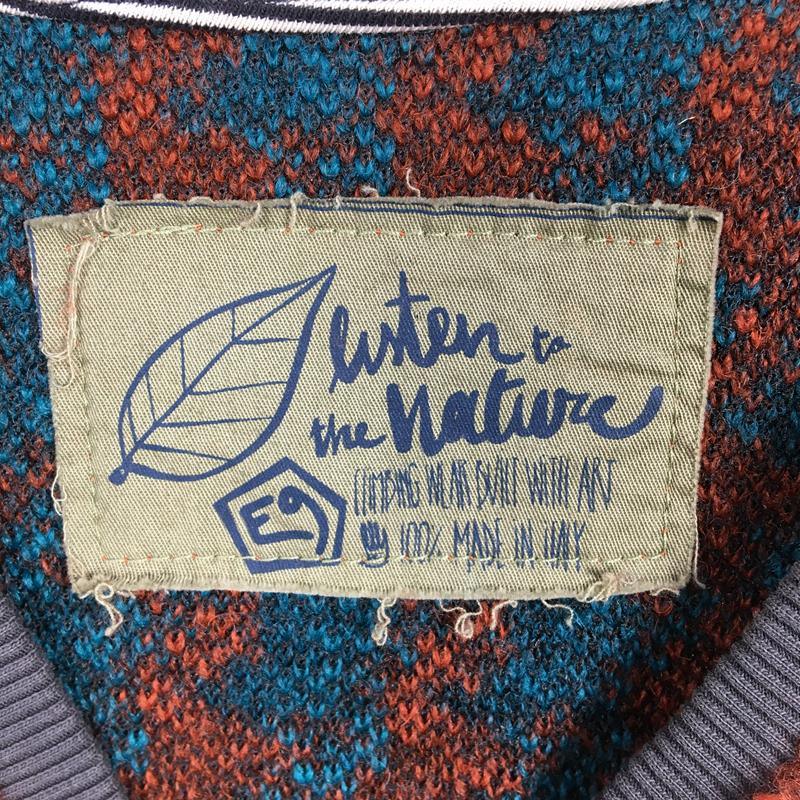 listen to
the Nature
E9
CLIMBING WEAR BUILT WITH ART
100% MADE IN ITALY